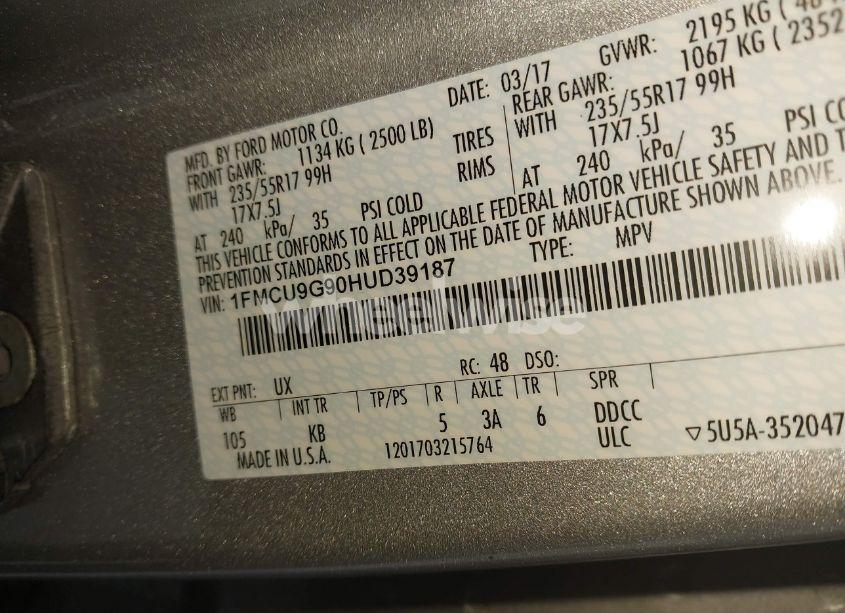 MFD. BY FORD MOTOR CO. DATE: 03/17 GVWR: 2195 KG
FRONT GAWR: 1134 KG ( 2500 LB) REAR GAWR: 1067 KG ( 2352
WITH 235/55R17 99H TIRES WITH 235/55R17 99H
17X7.5J RIMS 17X7.5J
AT 240 kPa/ 35 PSI COLD AT 240 kPa/ 35 PSI
THIS VEHICLE CONFORMS TO ALL APPLICABLE FEDERAL MOTOR VEHICLE SAFETY AND
PREVENTION STANDARDS IN EFFECT ON THE DATE OF MANUFACTURE SHOWN ABOVE.
VIN: 1FMCU9G90HUD39187 TYPE: MPV
wheelwise
EXT PNT: UX RC: 48 DSO:
WB INT TR TP/PS R AXLE TR SPR
105 KB 5 3A 6 DDCC
MADE IN U.S.A. 1201703215764 ULC ▽5U5A-352047